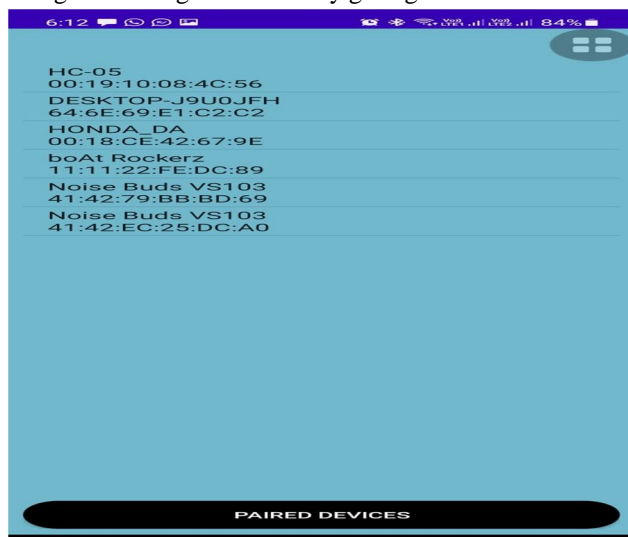 6:12 84%
HC-05
00:19:10:08:4C:56
DESKTOP-J9U0JFH
64:6E:69:E1:C2:C2
HONDA_DA
00:18:CE:42:67:9E
boAt Rockerz
11:11:22:FE:DC:89
Noise Buds VS103
41:42:79:BB:BD:69
Noise Buds VS103
41:42:EC:25:DC:A0
PAIRED DEVICES